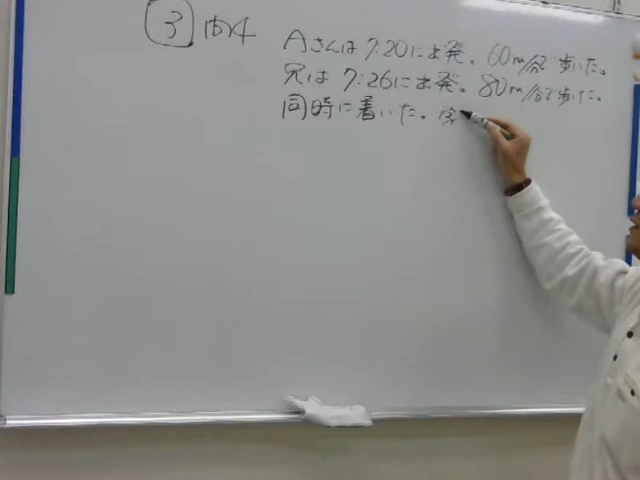 3 問4
Aさんは7:20に出発。60m/分で歩いた。
兄は 7:26に出発。80m/分で歩いた。
同時に着いた。学